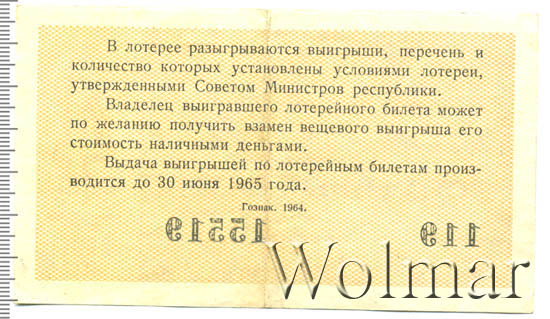 В лотерее разыгрываются выигрыши, перечень и
количество которых установлены условиями лотереи,
утвержденными Советом Министров республики.
Владелец выигравшего лотерейного билета может
по желанию получить взамен вещевого выигрыша его
стоимость наличными деньгами.
Выдача выигрышей по лотерейным билетам произ-
водится до 30 июня 1965 года.
Гознак. 1964.
119 15519
Wolmar